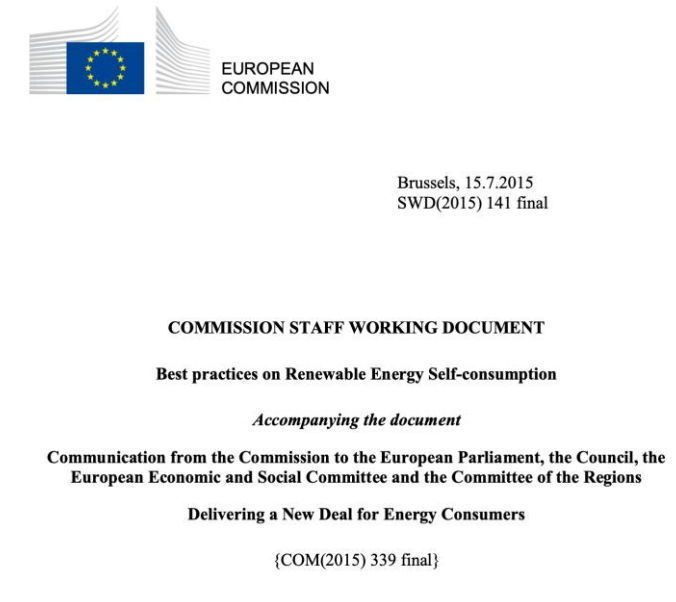 EUROPEAN
COMMISSION
Brussels, 15.7.2015
SWD(2015) 141 final
COMMISSION STAFF WORKING DOCUMENT
Best practices on Renewable Energy Self-consumption
Accompanying the document
Communication from the Commission to the European Parliament, the Council, the
European Economic and Social Committee and the Committee of the Regions
Delivering a New Deal for Energy Consumers
{COM(2015) 339 final}